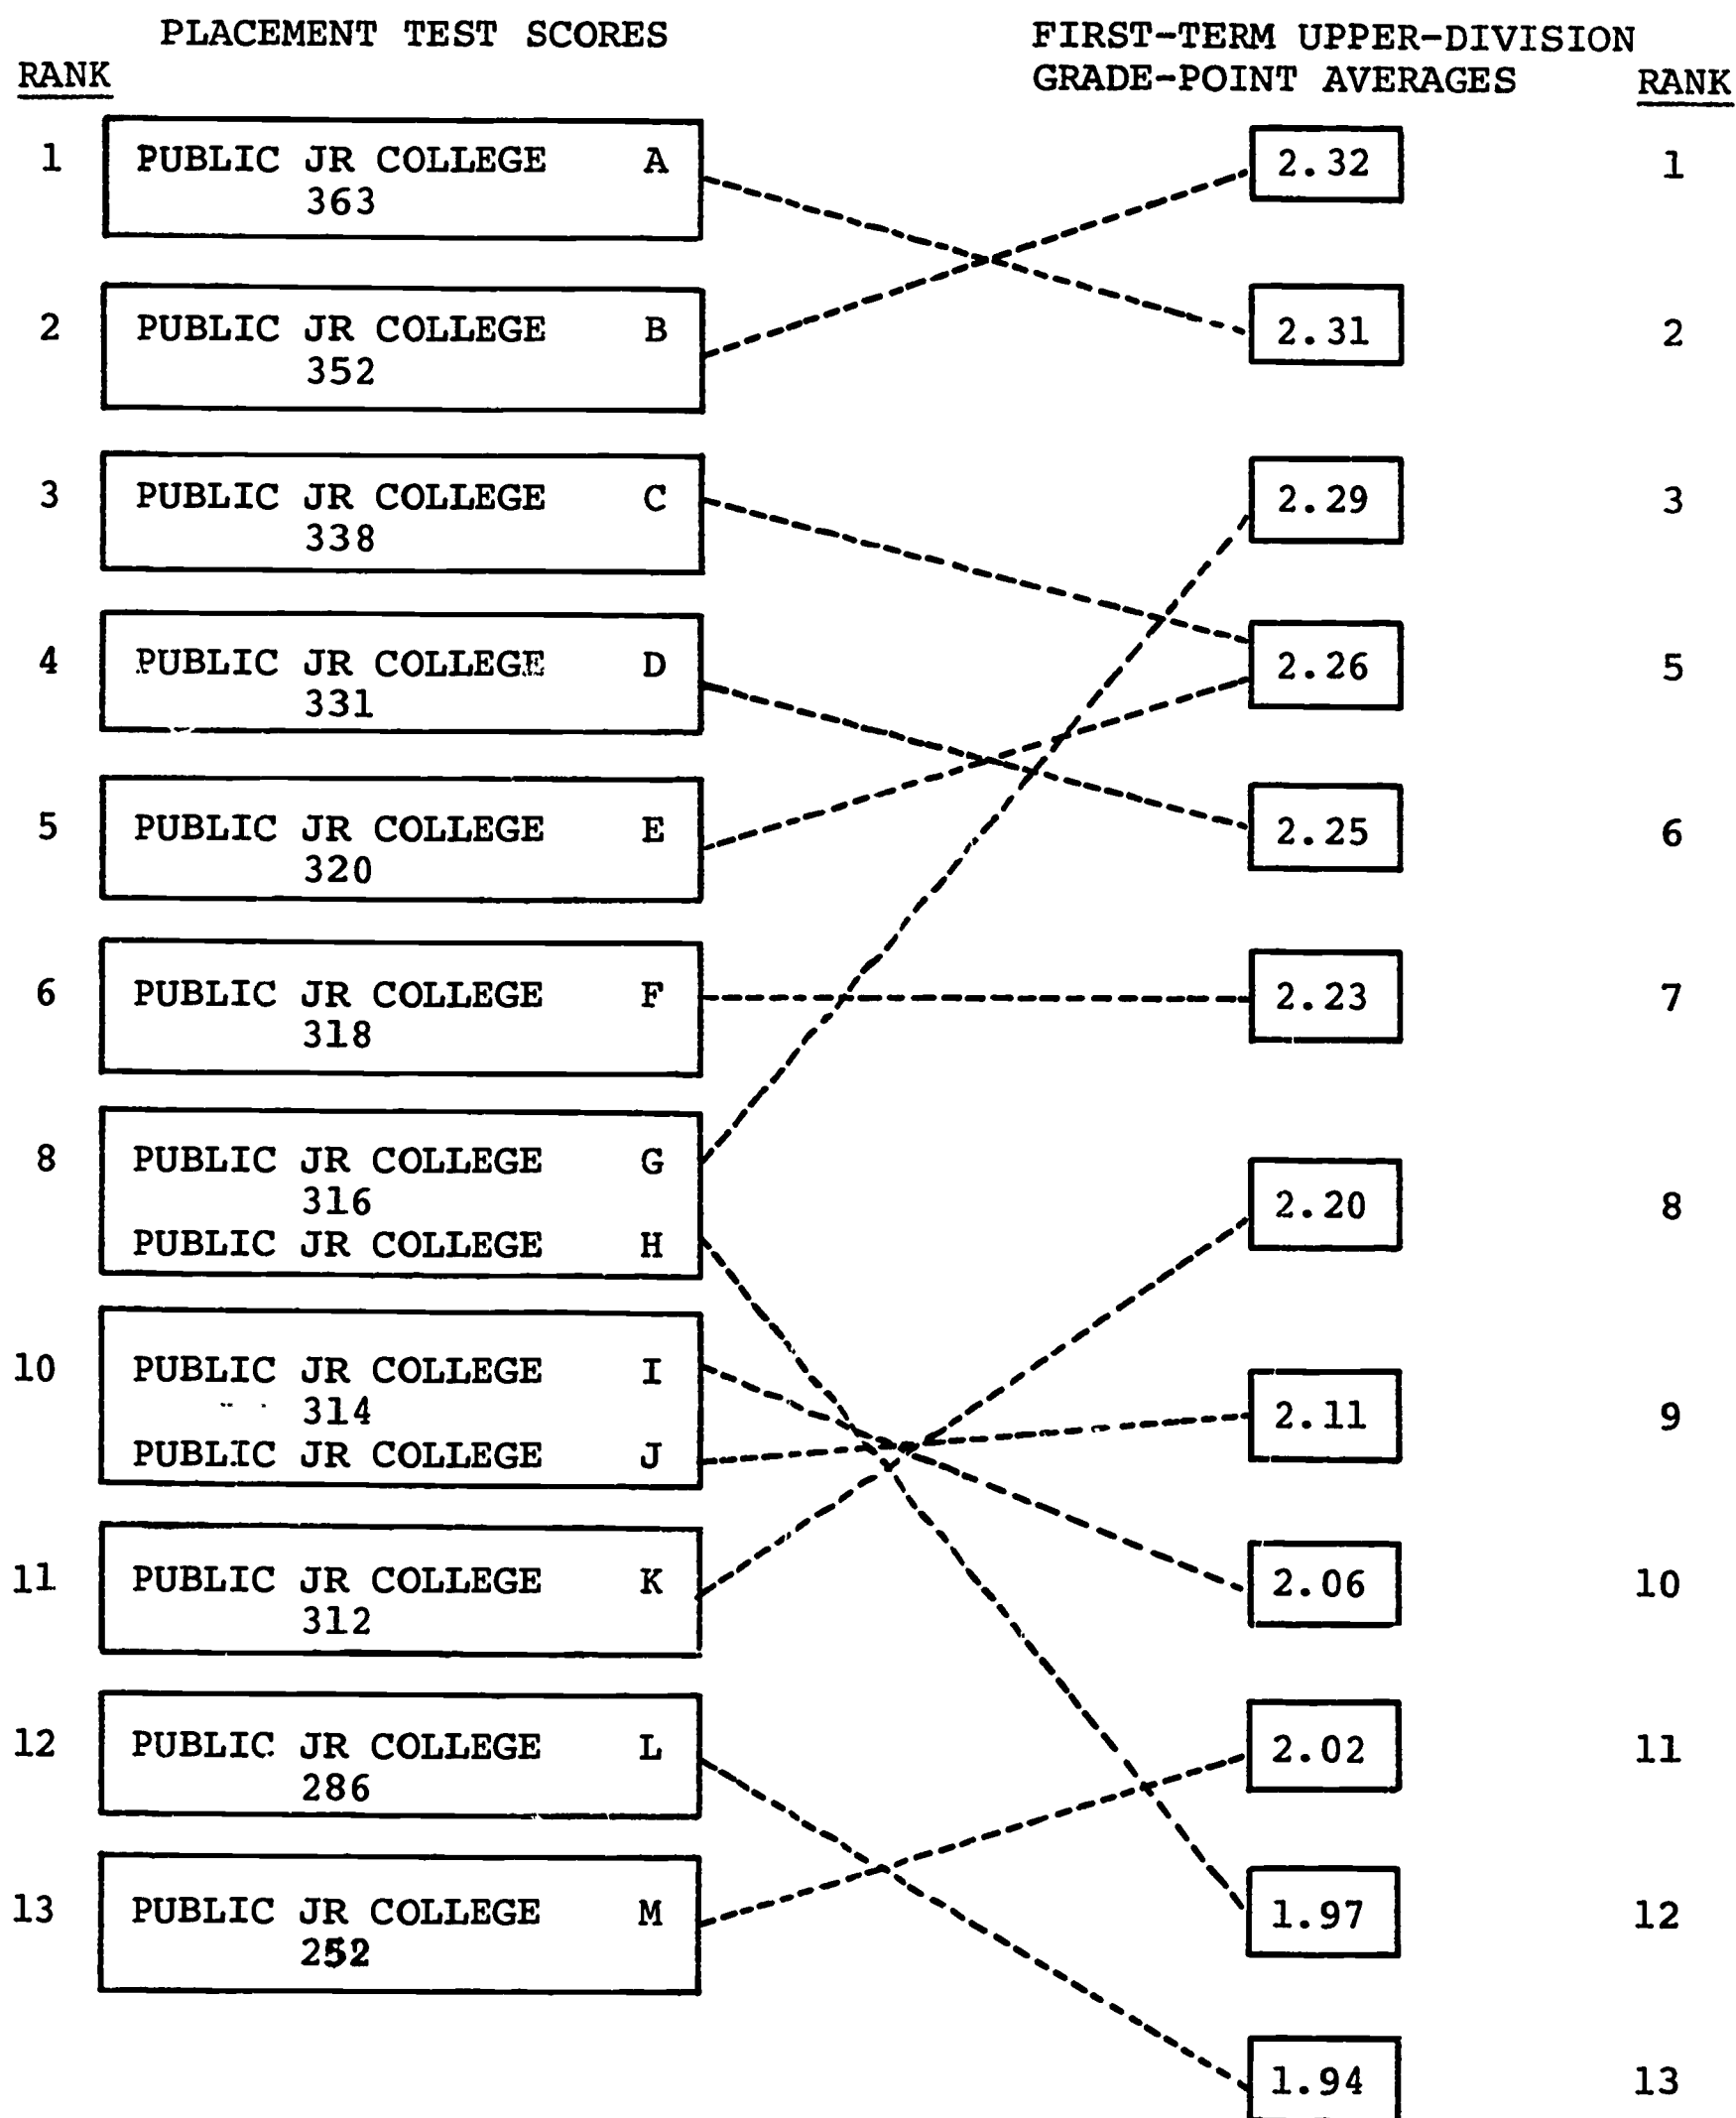 PLACEMENT TEST SCORES
FIRST-TERM UPPER-DIVISION
GRADE-POINT AVERAGES
RANK
RANK
1 PUBLIC JR COLLEGE A 2.32 1
363
2 PUBLIC JR COLLEGE B 2.31 2
352
3 PUBLIC JR COLLEGE C 2.29 3
338
4 PUBLIC JR COLLEGE D 2.26 5
331
5 PUBLIC JR COLLEGE E 2.25 6
320
6 PUBLIC JR COLLEGE F 2.23 7
318
8 PUBLIC JR COLLEGE G
316 2.20 8
PUBLIC JR COLLEGE H
10 PUBLIC JR COLLEGE I
314 2.11 9
PUBLIC JR COLLEGE J
11 PUBLIC JR COLLEGE K 2.06 10
312
12 PUBLIC JR COLLEGE L 2.02 11
286
13 PUBLIC JR COLLEGE M 1.97 12
252
1.94 13